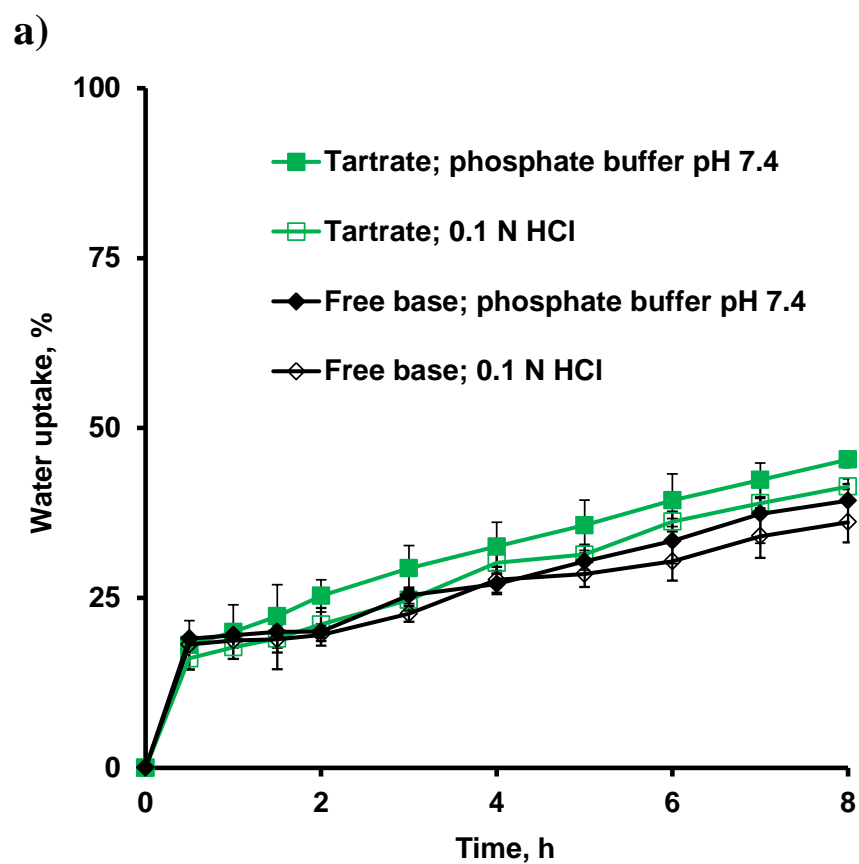 a)
100
75
50
25
0
Water uptake, %
Tartrate; phosphate buffer pH 7.4
Tartrate; 0.1 N HCl
Free base; phosphate buffer pH 7.4
Free base; 0.1 N HCl
0 2 4 6 8
Time, h